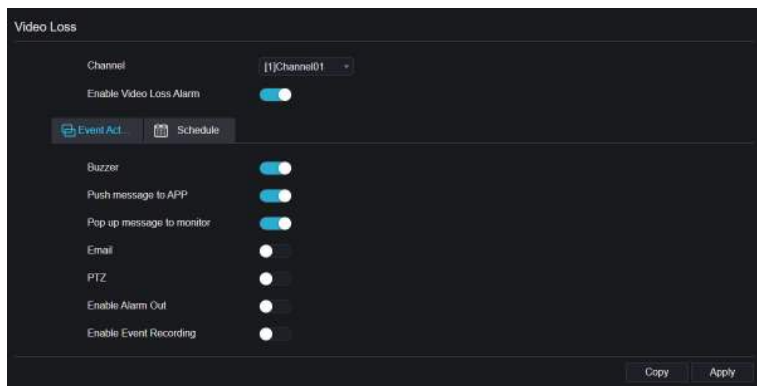 Video Loss
Channel [1]Channel01
Enable Video Loss Alarm
Event Act... Schedule
Buzzer
Push message to APP
Pop up message to monitor
Email
PTZ
Enable Alarm Out
Enable Event Recording
Copy Apply